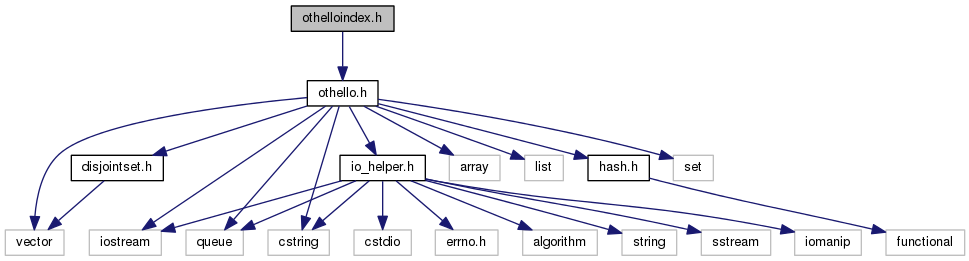 othelloindex.h
othello.h
disjointset.h
io_helper.h
array
list
hash.h
set
vector
iostream
queue
cstring
cstdio
errno.h
algorithm
string
sstream
iomanip
functional